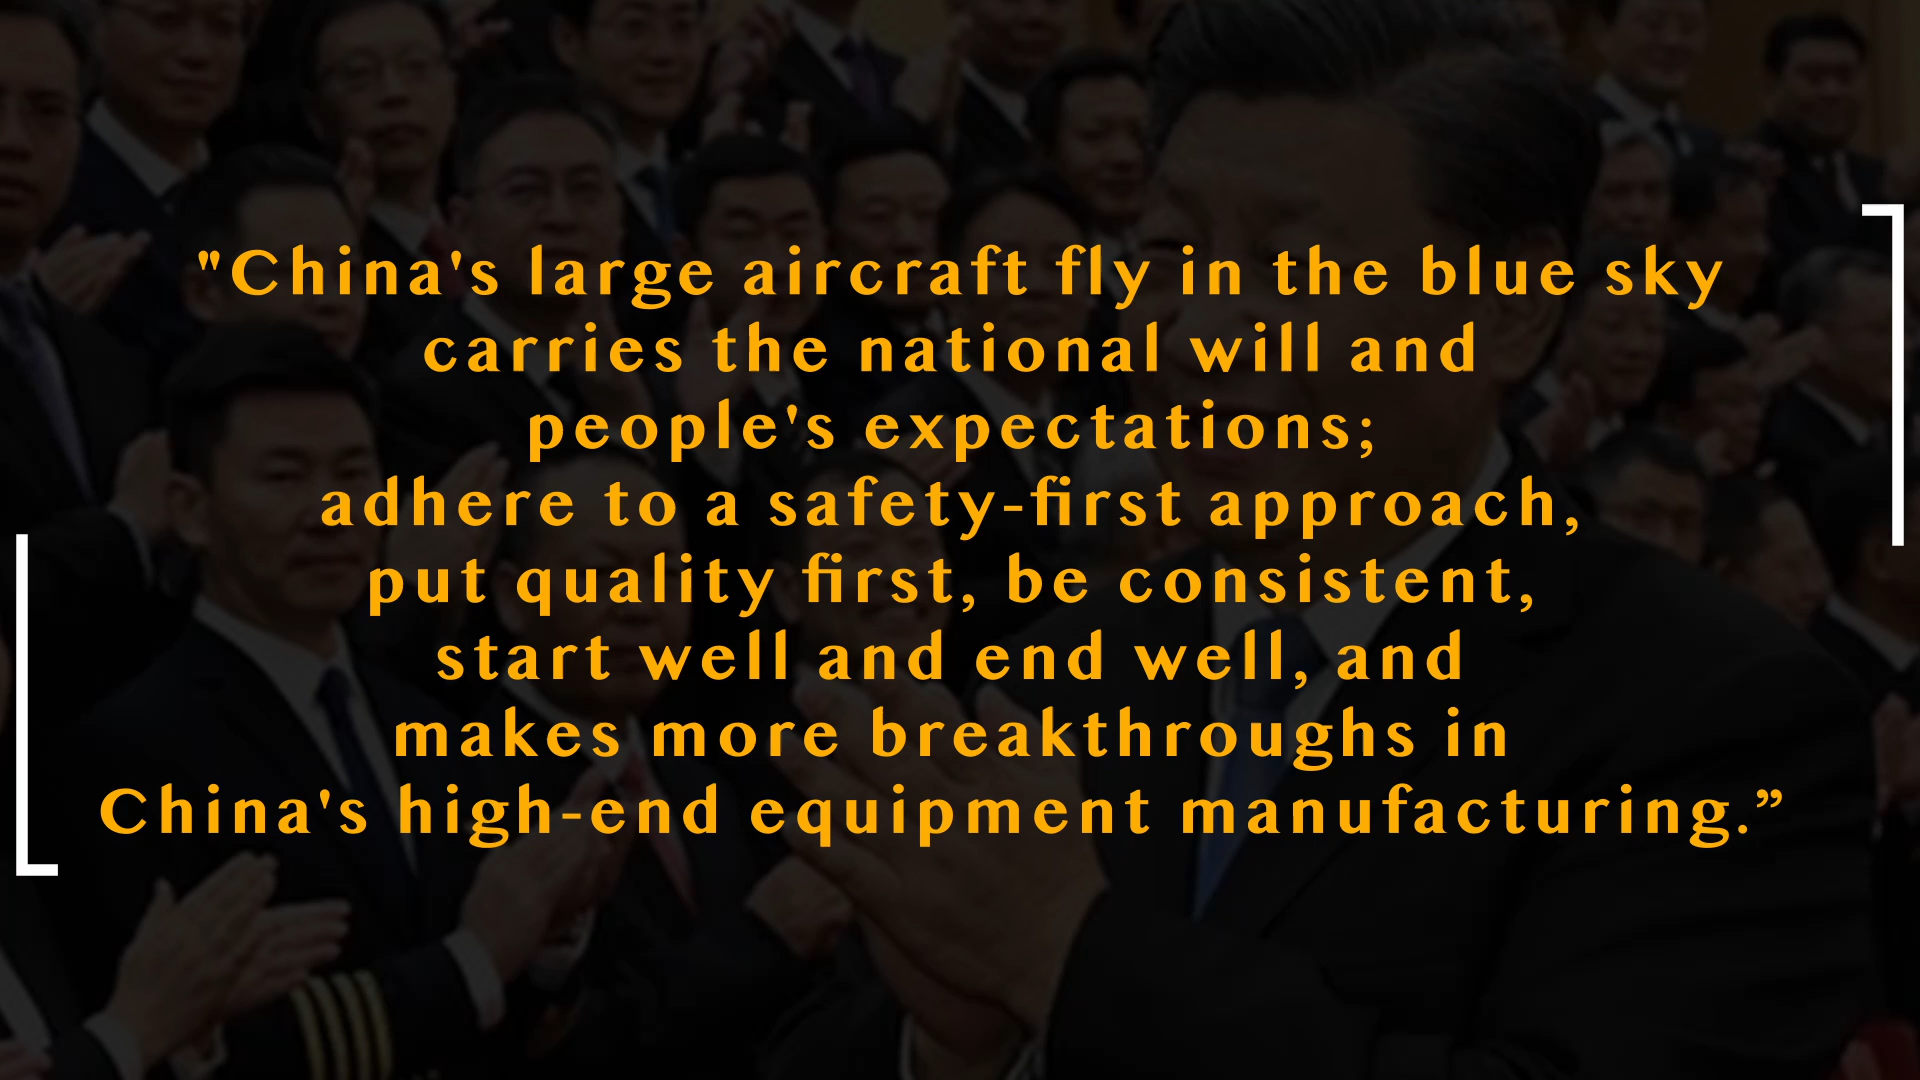 "China's large aircraft fly in the blue sky
carries the national will and
people's expectations;
adhere to a safety-first approach,
put quality first, be consistent,
start well and end well, and
makes more breakthroughs in
China's high-end equipment manufacturing.”